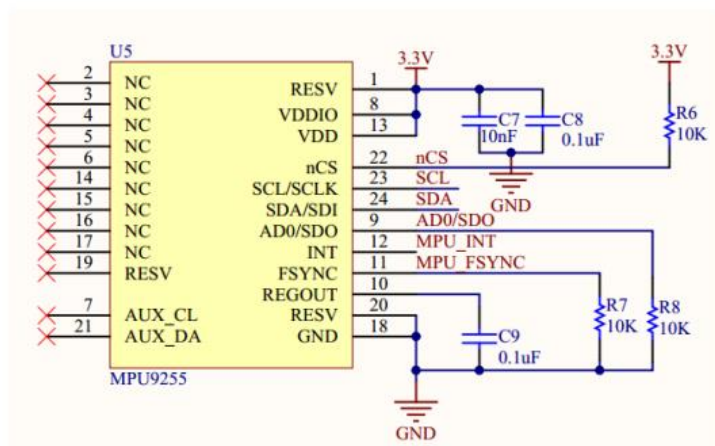 U5
2 NC
3 NC
4 NC
5 NC
6 NC
14 NC
15 NC
16 NC
17 NC
19 RESV
7 AUX_CL
21 AUX_DA
RESV 1
VDDIO 8
VDD 13
nCS 22 nCS
SCL/SCLK 23 SCL
SDA/SDI 24 SDA
AD0/SDO 9 AD0/SDO
INT 12 MPU_INT
FSYNC 11 MPU_FSYNC
REGOUT 10
RESV 20
GND 18
MPU9255
3.3V
C7
10nF
C8
0.1uF
GND
3.3V
R6
10K
R7
10K
R8
10K
C9
0.1uF
GND